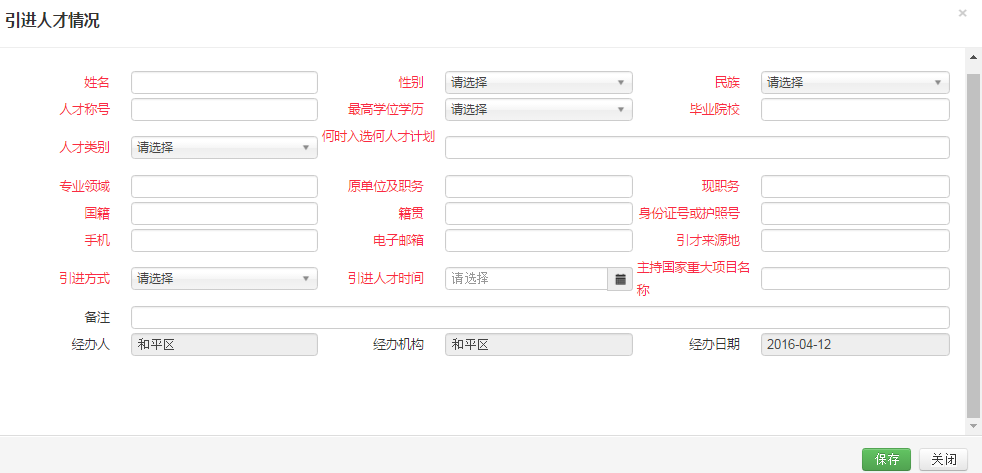 引进人才情况
×
姓名 性别 请选择 民族 请选择
人才称号 最高学位学历 请选择 毕业院校
人才类别 请选择 何时入选何人才计划
专业领域 原单位及职务 现职务
国籍 籍贯 身份证号或护照号
手机 电子邮箱 引才来源地
引进方式 请选择 引进人才时间 请选择 主持国家重大项目名
称
备注
经办人 和平区 经办机构 和平区 经办日期 2016-04-12
保存 关闭